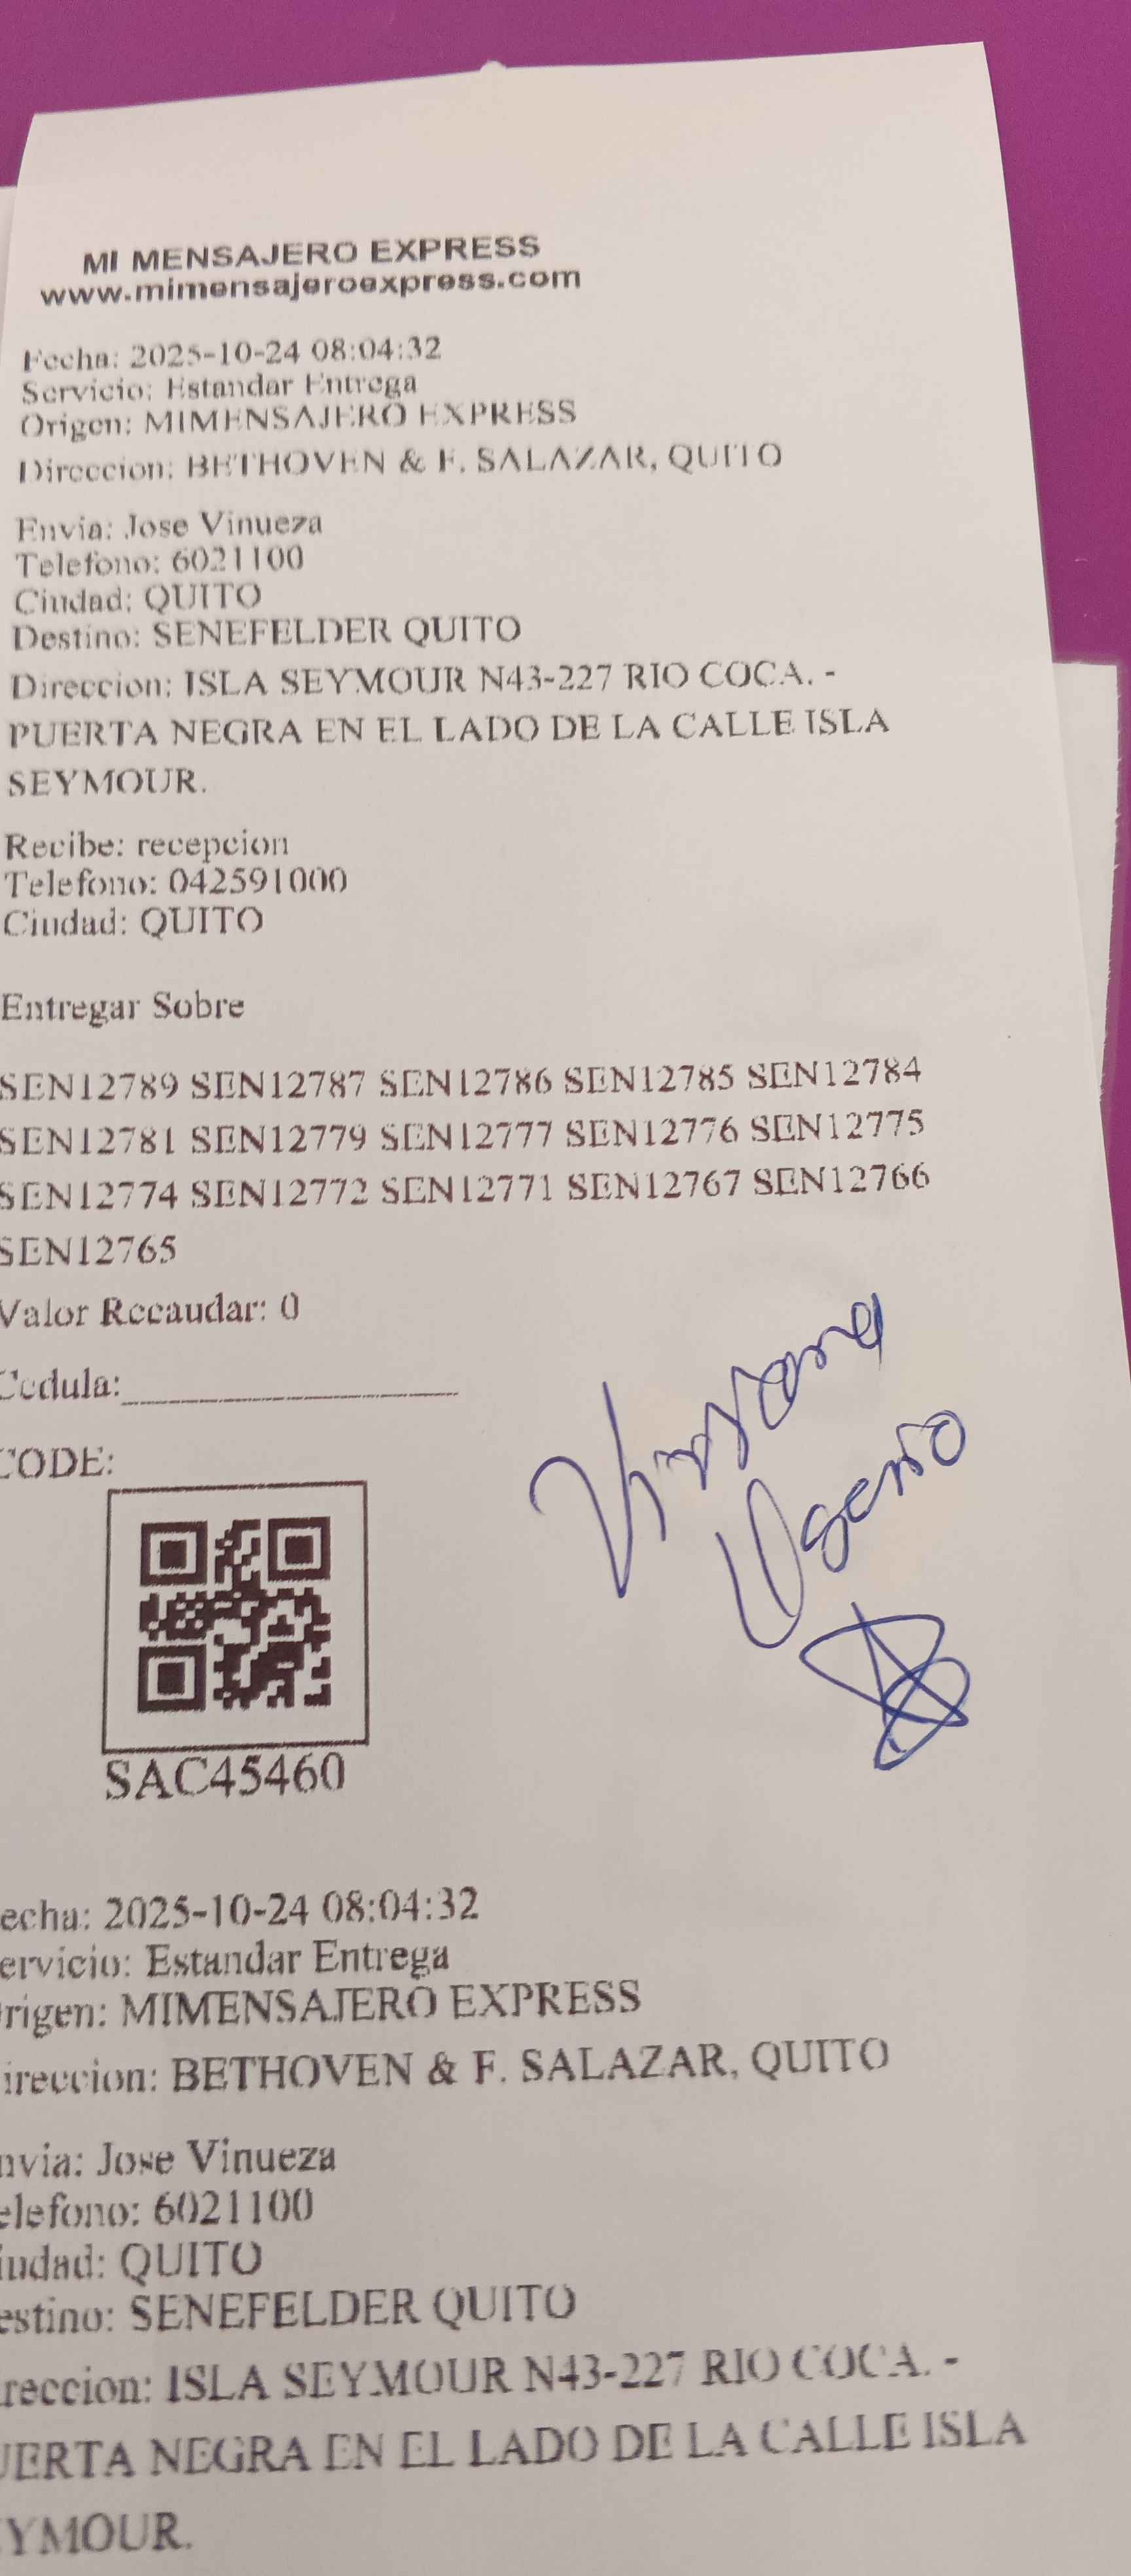 MI MENSAJERO EXPRESS
www.mimensajeroexpress.com
Fecha: 2025-10-24 08:04:32
Servicio: Estandar Entrega
Origen: MIMENSAJERO EXPRESS
Direccion: BETHOVEN & F. SALAZAR, QUITO
Envia: Jose Vinueza
Telefono: 6021100
Ciudad: QUITO
Destino: SENEFELDER QUITO
Direccion: ISLA SEYMOUR N43-227 RIO COCA. -
PUERTA NEGRA EN EL LADO DE LA CALLE ISLA
SEYMOUR.
Recibe: recepcion
Telefono: 042591000
Ciudad: QUITO
Entregar Sobre
SEN12789 SEN12787 SEN12786 SEN12785 SEN12784
SEN12781 SEN12779 SEN12777 SEN12776 SEN12775
SEN12774 SEN12772 SEN12771 SEN12767 SEN12766
SEN12765
Valor Recaudar: 0
Cedula:
CODE:
SAC45460
echa: 2025-10-24 08:04:32
ervicio: Estandar Entrega
rigen: MIMENSAJERO EXPRESS
ireccion: BETHOVEN & F. SALAZAR, QUITO
nvia: Jose Vinueza
elefono: 6021100
iudad: QUITO
estino: SENEFELDER QUITO
reccion: ISLA SEYMOUR N43-227 RIO COCA. -
UERTA NEGRA EN EL LADO DE LA CALLE ISLA
YMOUR.